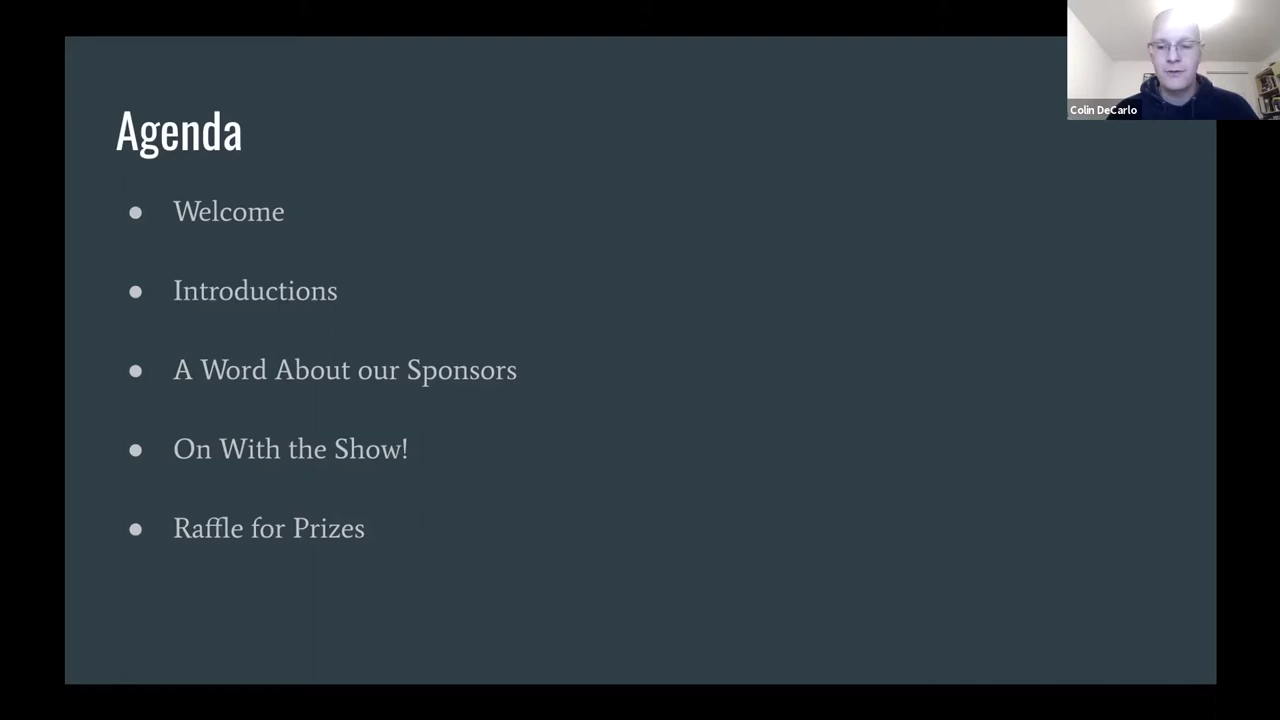 Agenda
Welcome
Introductions
A Word About our Sponsors
On With the Show!
Raffle for Prizes
Colin DeCarlo